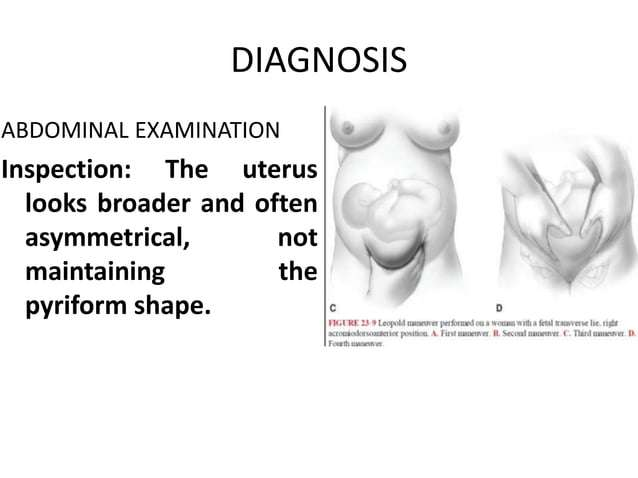 DIAGNOSIS
ABDOMINAL EXAMINATION
Inspection: The uterus
looks broader and often
asymmetrical, not
maintaining the
pyriform shape.
C
D
FIGURE 23-9 Leopold maneuver performed on a woman with a fetal transverse lie, right
acromiodorsoanterior position. A. First maneuver. B. Second maneuver. C. Third maneuver. D.
Fourth maneuver.